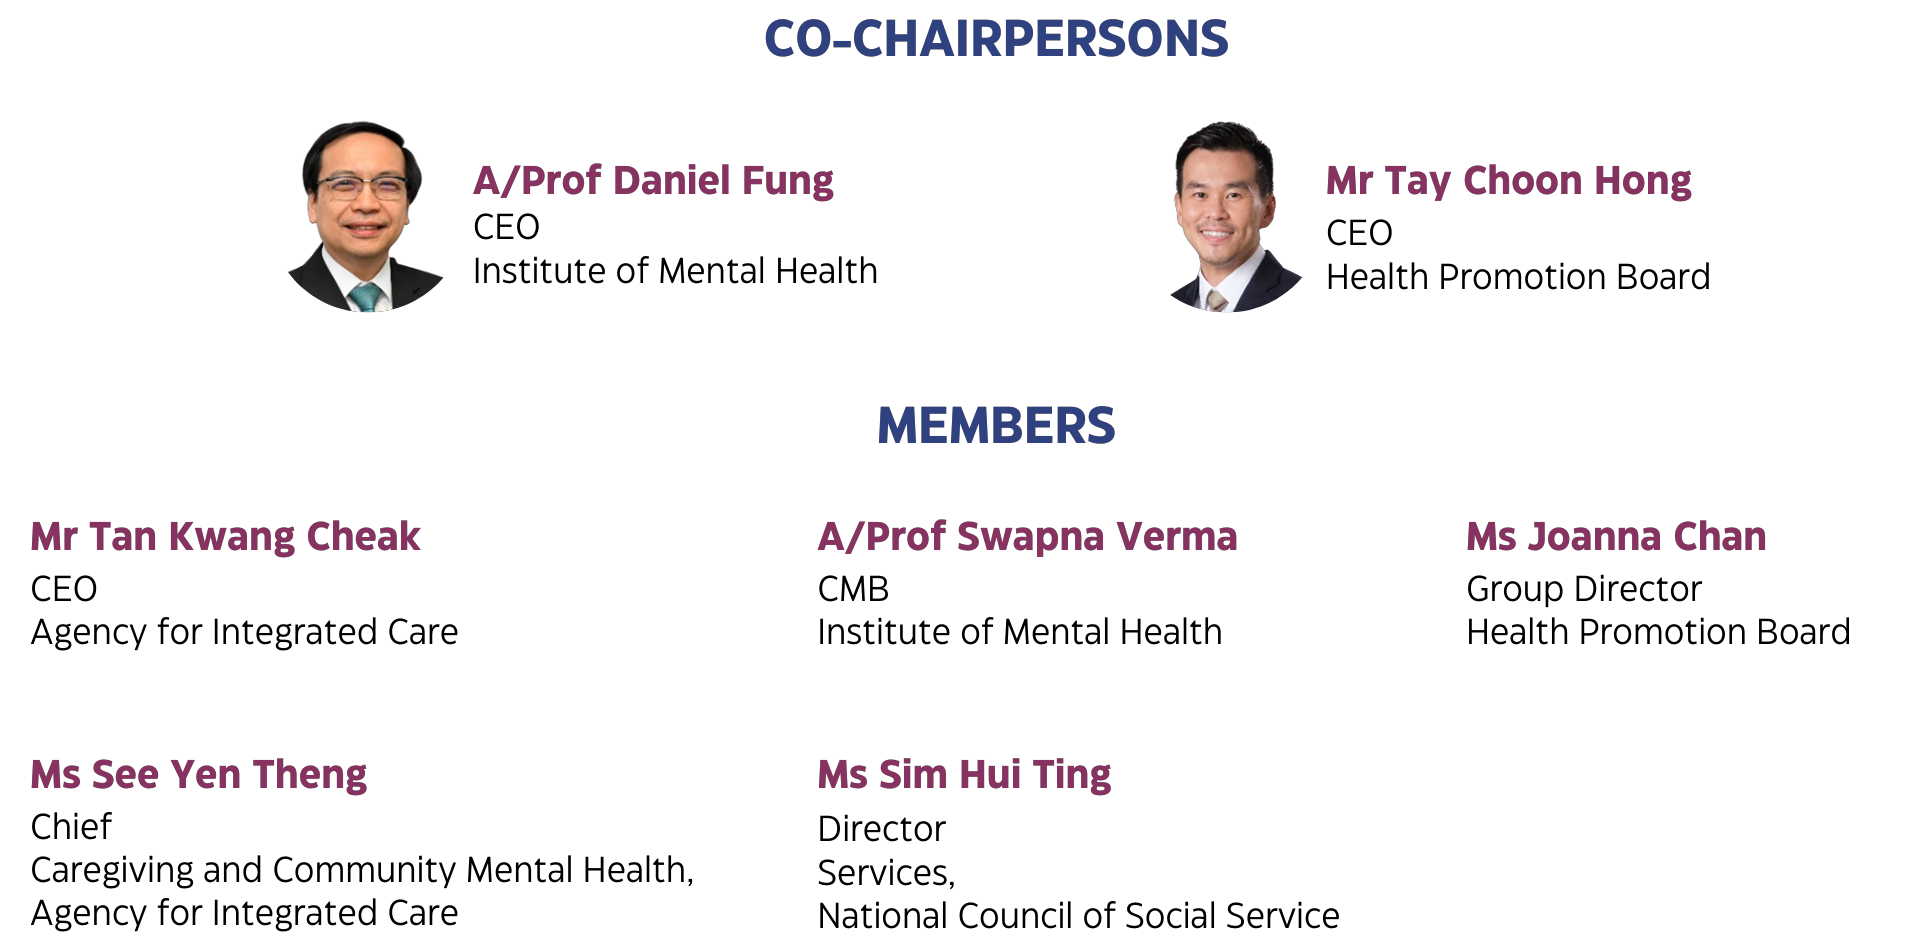 CO-CHAIRPERSONS
A/Prof Daniel Fung
CEO
Institute of Mental Health
Mr Tay Choon Hong
CEO
Health Promotion Board
MEMBERS
Mr Tan Kwang Cheak
CEO
Agency for Integrated Care
A/Prof Swapna Verma
CMB
Institute of Mental Health
Ms Joanna Chan
Group Director
Health Promotion Board
Ms See Yen Theng
Chief
Caregiving and Community Mental Health,
Agency for Integrated Care
Ms Sim Hui Ting
Director
Services,
National Council of Social Service